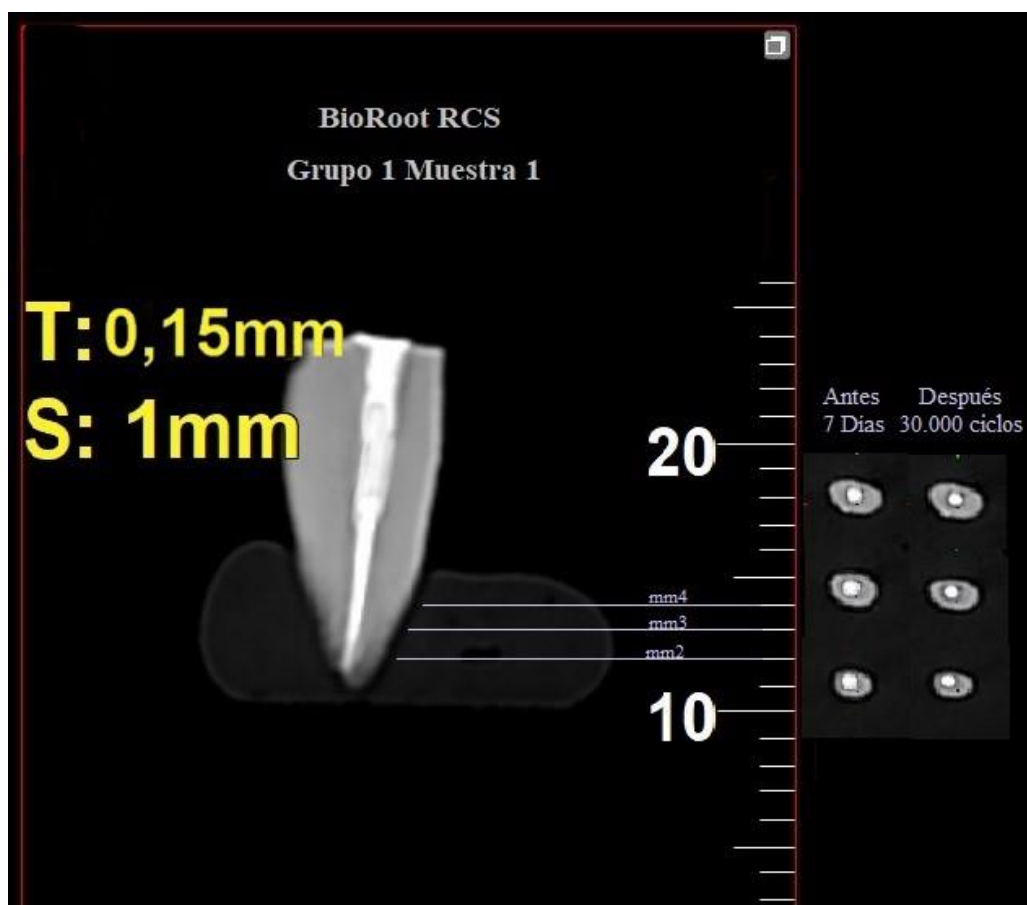 BioRoot RCS
Grupo 1 Muestra 1
T: 0,15mm
S: 1mm
Antes Después
7 Dias 30.000 ciclos
20
mm4
mm3
mm2
10